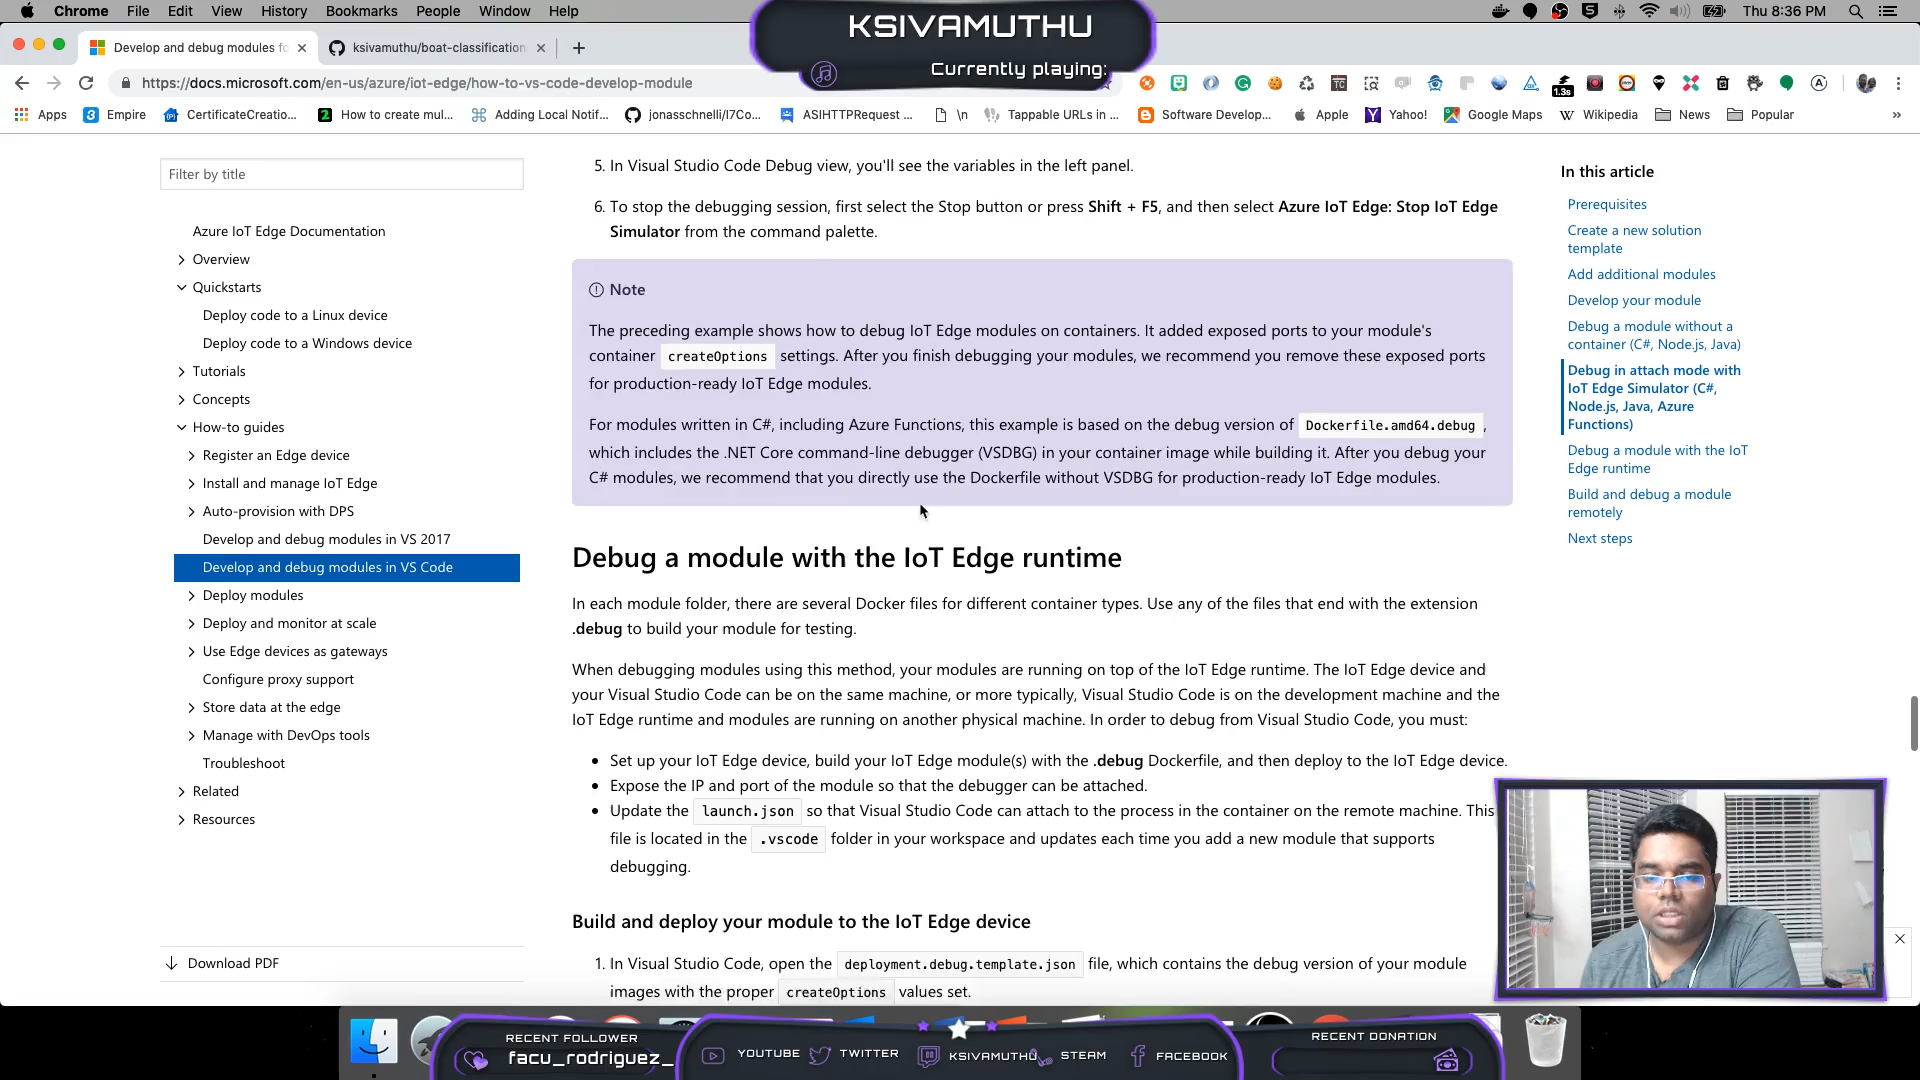 Chrome File Edit View History Bookmarks People Window Help
Thu 8:36 PM
KSIVAMUTHU
Currently playing:
Develop and debug modules fo
ksivamuthu/boat-classification
https://docs.microsoft.com/en-us/azure/iot-edge/how-to-vs-code-develop-module
1.3s
Apps Empire CertificateCreatio... How to create mul... Adding Local Notif... jonasschnelli/I7Co... ASIHTTPRequest ... \n Tappable URLs in ... Software Develop... Apple Yahoo! Google Maps Wikipedia News Popular »
Filter by title
Azure IoT Edge Documentation
Overview
Quickstarts
Deploy code to a Linux device
Deploy code to a Windows device
Tutorials
Concepts
How-to guides
Register an Edge device
Install and manage IoT Edge
Auto-provision with DPS
Develop and debug modules in VS 2017
Develop and debug modules in VS Code
Deploy modules
Deploy and monitor at scale
Use Edge devices as gateways
Configure proxy support
Store data at the edge
Manage with DevOps tools
Troubleshoot
Related
Resources
Download PDF
5. In Visual Studio Code Debug view, you'll see the variables in the left panel.
6. To stop the debugging session, first select the Stop button or press Shift + F5, and then select Azure IoT Edge: Stop IoT Edge
Simulator from the command palette.
Note
The preceding example shows how to debug IoT Edge modules on containers. It added exposed ports to your module's
container createOptions settings. After you finish debugging your modules, we recommend you remove these exposed ports
for production-ready IoT Edge modules.
For modules written in C#, including Azure Functions, this example is based on the debug version of Dockerfile.amd64.debug ,
which includes the .NET Core command-line debugger (VSDBG) in your container image while building it. After you debug your
C# modules, we recommend that you directly use the Dockerfile without VSDBG for production-ready IoT Edge modules.
Debug a module with the IoT Edge runtime
In each module folder, there are several Docker files for different container types. Use any of the files that end with the extension
.debug to build your module for testing.
When debugging modules using this method, your modules are running on top of the IoT Edge runtime. The IoT Edge device and
your Visual Studio Code can be on the same machine, or more typically, Visual Studio Code is on the development machine and the
IoT Edge runtime and modules are running on another physical machine. In order to debug from Visual Studio Code, you must:
Set up your IoT Edge device, build your IoT Edge module(s) with the .debug Dockerfile, and then deploy to the IoT Edge device.
Expose the IP and port of the module so that the debugger can be attached.
Update the launch.json so that Visual Studio Code can attach to the process in the container on the remote machine. This
file is located in the .vscode folder in your workspace and updates each time you add a new module that supports
debugging.
Build and deploy your module to the IoT Edge device
1. In Visual Studio Code, open the deployment.debug.template.json file, which contains the debug version of your module
images with the proper createOptions values set.
In this article
Prerequisites
Create a new solution
template
Add additional modules
Develop your module
Debug a module without a
container (C#, Node.js, Java)
Debug in attach mode with
IoT Edge Simulator (C#,
Node.js, Java, Azure
Functions)
Debug a module with the IoT
Edge runtime
Build and debug a module
remotely
Next steps
RECENT FOLLOWER
facu_rodriguez_
YOUTUBE TWITTER KSIVAMUTHU STEAM FACEBOOK
RECENT DONATION